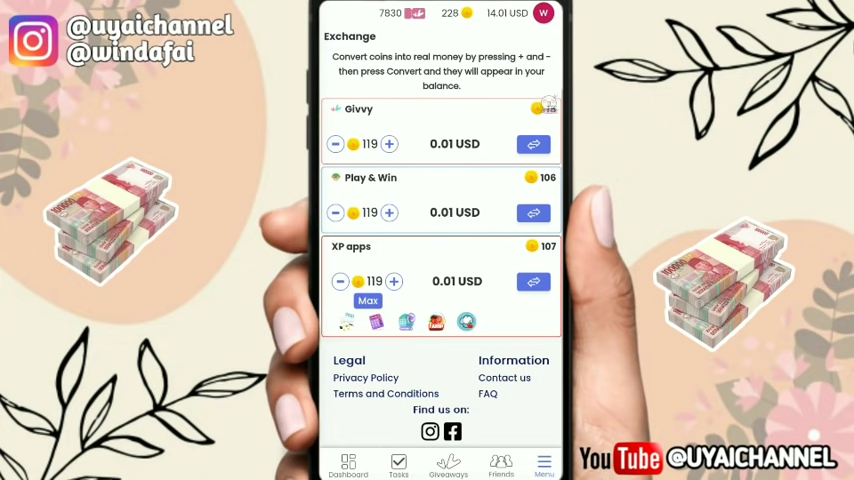 @uyaichannel
@windafai
7830 228 14.01 USD W
Exchange
Convert coins into real money by pressing + and -
then press Convert and they will appear in your
balance.
Givvy
- 119 + 0.01 USD
Play & Win 106
- 119 + 0.01 USD
XP apps 107
- 119 + 0.01 USD
Max
Legal Information
Privacy Policy Contact us
Terms and Conditions FAQ
Find us on:
Dashboard Tasks Giveaways Friends Menu
YouTube @UYAICHANNEL